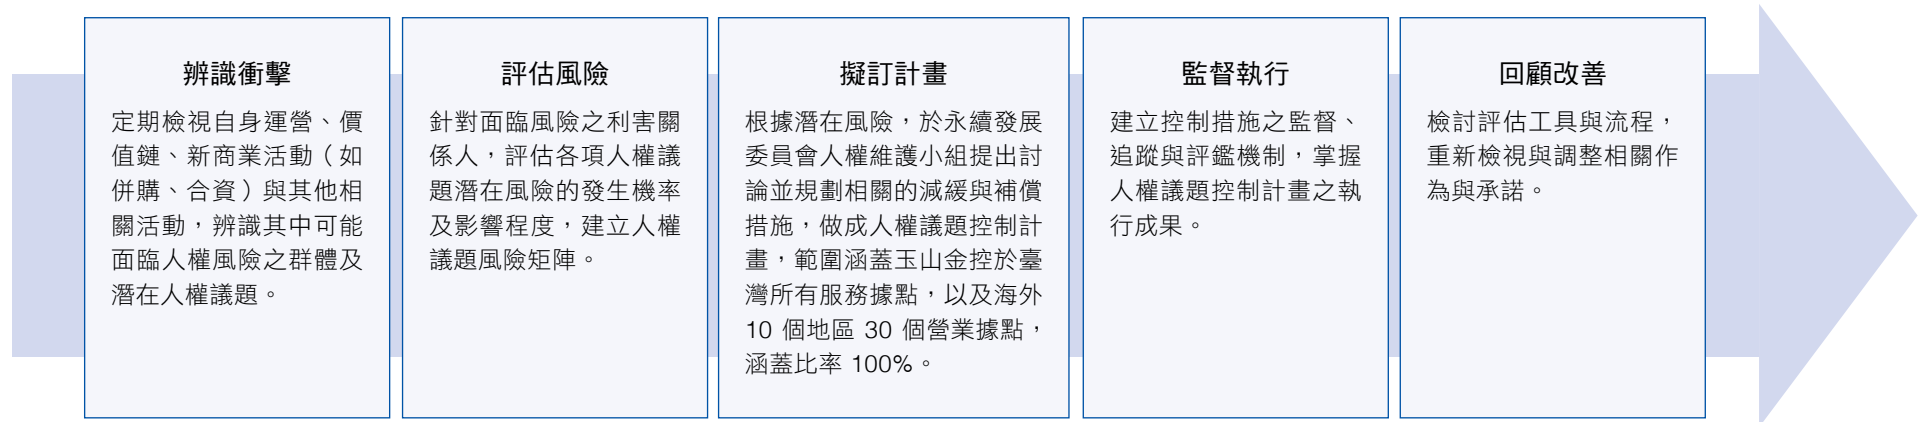 辨識衝擊
定期檢視自身運營、價
值鏈、新商業活動（如
併購、合資）與其他相
關活動，辨識其中可能
面臨人權風險之群體及
潛在人權議題。
評估風險
針對面臨風險之利害關
係人，評估各項人權議
題潛在風險的發生機率
及影響程度，建立人權
議題風險矩陣。
擬訂計畫
根據潛在風險，於永續發展
委員會人權維護小組提出討
論並規劃相關的減緩與補償
措施，做成人權議題控制計
畫，範圍涵蓋玉山金控於臺
灣所有服務據點，以及海外
10 個地區 30 個營業據點，
涵蓋比率 100%。
監督執行
建立控制措施之監督、
追蹤與評鑑機制，掌握
人權議題控制計畫之執
行成果。
回顧改善
檢討評估工具與流程，
重新檢視與調整相關作
為與承諾。